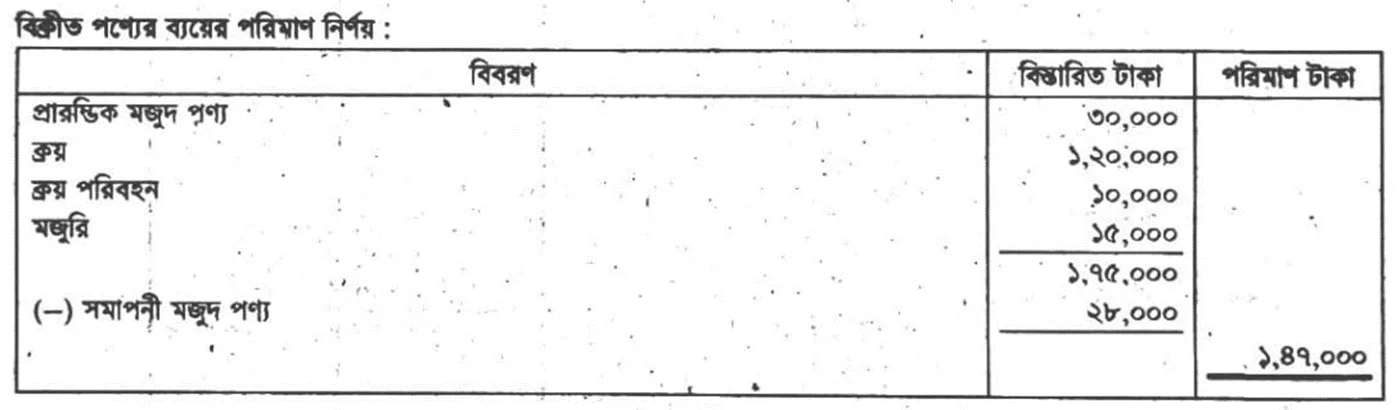 বিক্রীত পণ্যের ব্যয়ের পরিমাণ নির্ণয় :
বিবরণ বিস্তারিত টাকা পরিমাণ টাকা
প্রারম্ভিক মজুদ পণ্য ৩০,০০০
ক্রয় ১,২০,০০০
ক্রয় পরিবহন ১০,০০০
মজুরি ১৫,০০০
১,৭৫,০০০
(–) সমাপনী মজুদ পণ্য ২৮,০০০
১,৪৭,০০০